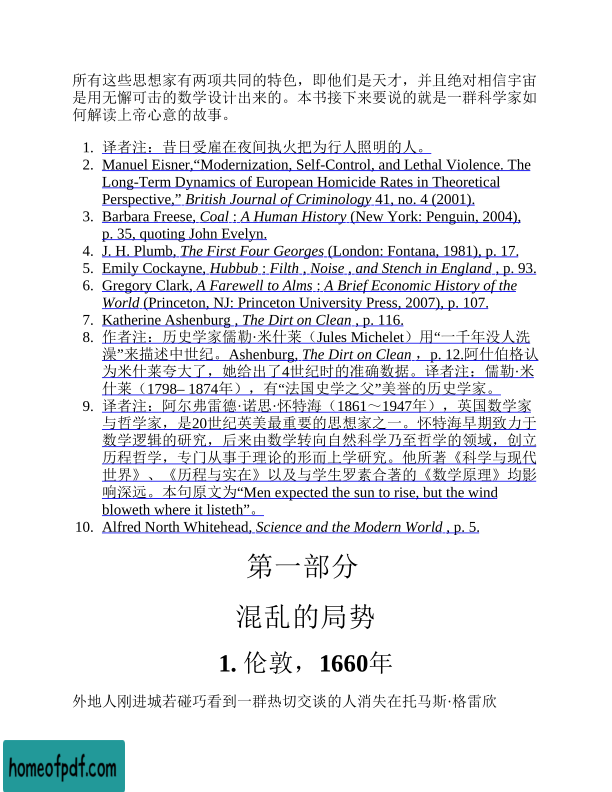 所有这些思想家有两项共同的特色，即他们是天才，并且绝对相信宇宙
是用无懈可击的数学设计出来的。本书接下来要说的就是一群科学家如
何解读上帝心意的故事。
1. 译者注：昔日受雇在夜间执火把为行人照明的人。
2. Manuel Eisner,“Modernization, Self-Control, and Lethal Violence. The
Long-Term Dynamics of European Homicide Rates in Theoretical
Perspective,” British Journal of Criminology 41, no. 4 (2001).
3. Barbara Freese, Coal : A Human History (New York: Penguin, 2004),
p. 35, quoting John Evelyn.
4. J. H. Plumb, The First Four Georges (London: Fontana, 1981), p. 17.
5. Emily Cockayne, Hubbub : Filth , Noise , and Stench in England , p. 93.
6. Gregory Clark, A Farewell to Alms : A Brief Economic History of the
World (Princeton, NJ: Princeton University Press, 2007), p. 107.
7. Katherine Ashenburg , The Dirt on Clean , p. 116.
8. 作者注：历史学家儒勒·米什莱（Jules Michelet）用“一千年没人洗
澡”来描述中世纪。Ashenburg, The Dirt on Clean ，p. 12.阿什伯格认
为米什莱夸大了，她给出了4世纪时的准确数据。译者注：儒勒·米
什莱（1798– 1874年），有“法国史学之父”美誉的历史学家。
9. 译者注：阿尔弗雷德·诺思·怀特海（1861～1947年），英国数学家
与哲学家，是20世纪英美最重要的思想家之一。怀特海早期致力于
数学逻辑的研究，后来由数学转向自然科学乃至哲学的领域，创立
历程哲学，专门从事于理论的形而上学研究。他所著《科学与现代
世界》、《历程与实在》以及与学生罗素合著的《数学原理》均影
响深远。本句原文为“Men expected the sun to rise, but the wind
bloweth where it listeth”。
10. Alfred North Whitehead, Science and the Modern World , p. 5.
第一部分
混乱的局势
1. 伦敦，1660年
外地人刚进城若碰巧看到一群热切交谈的人消失在托马斯·格雷欣
homeofpdf.com